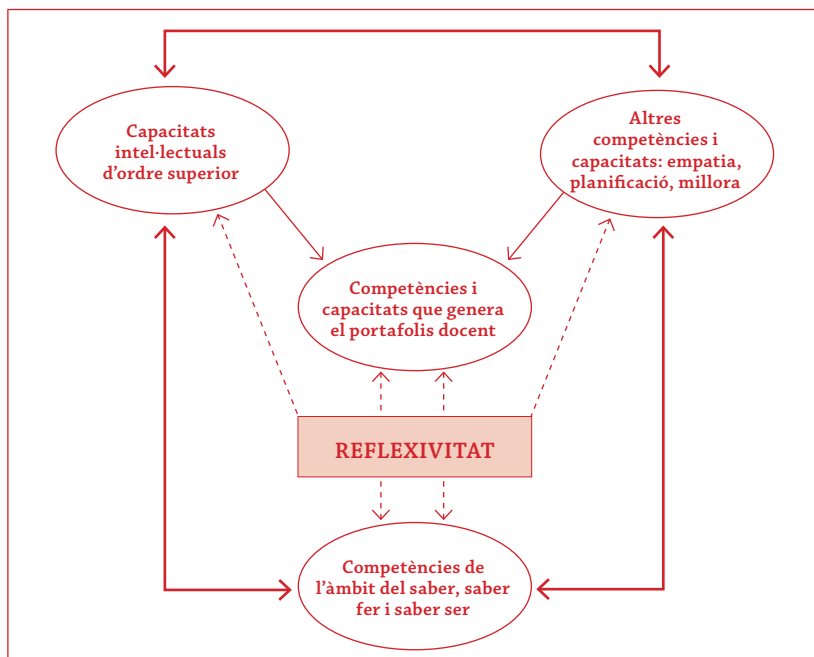 Capacitats
intel·lectuals
d'ordre superior
Altres
competències i
capacitats: empatia,
planificació, millora
Competències i
capacitats que genera
el portafolis docent
REFLEXIVITAT
Competències de
l'àmbit del saber, saber
fer i saber ser